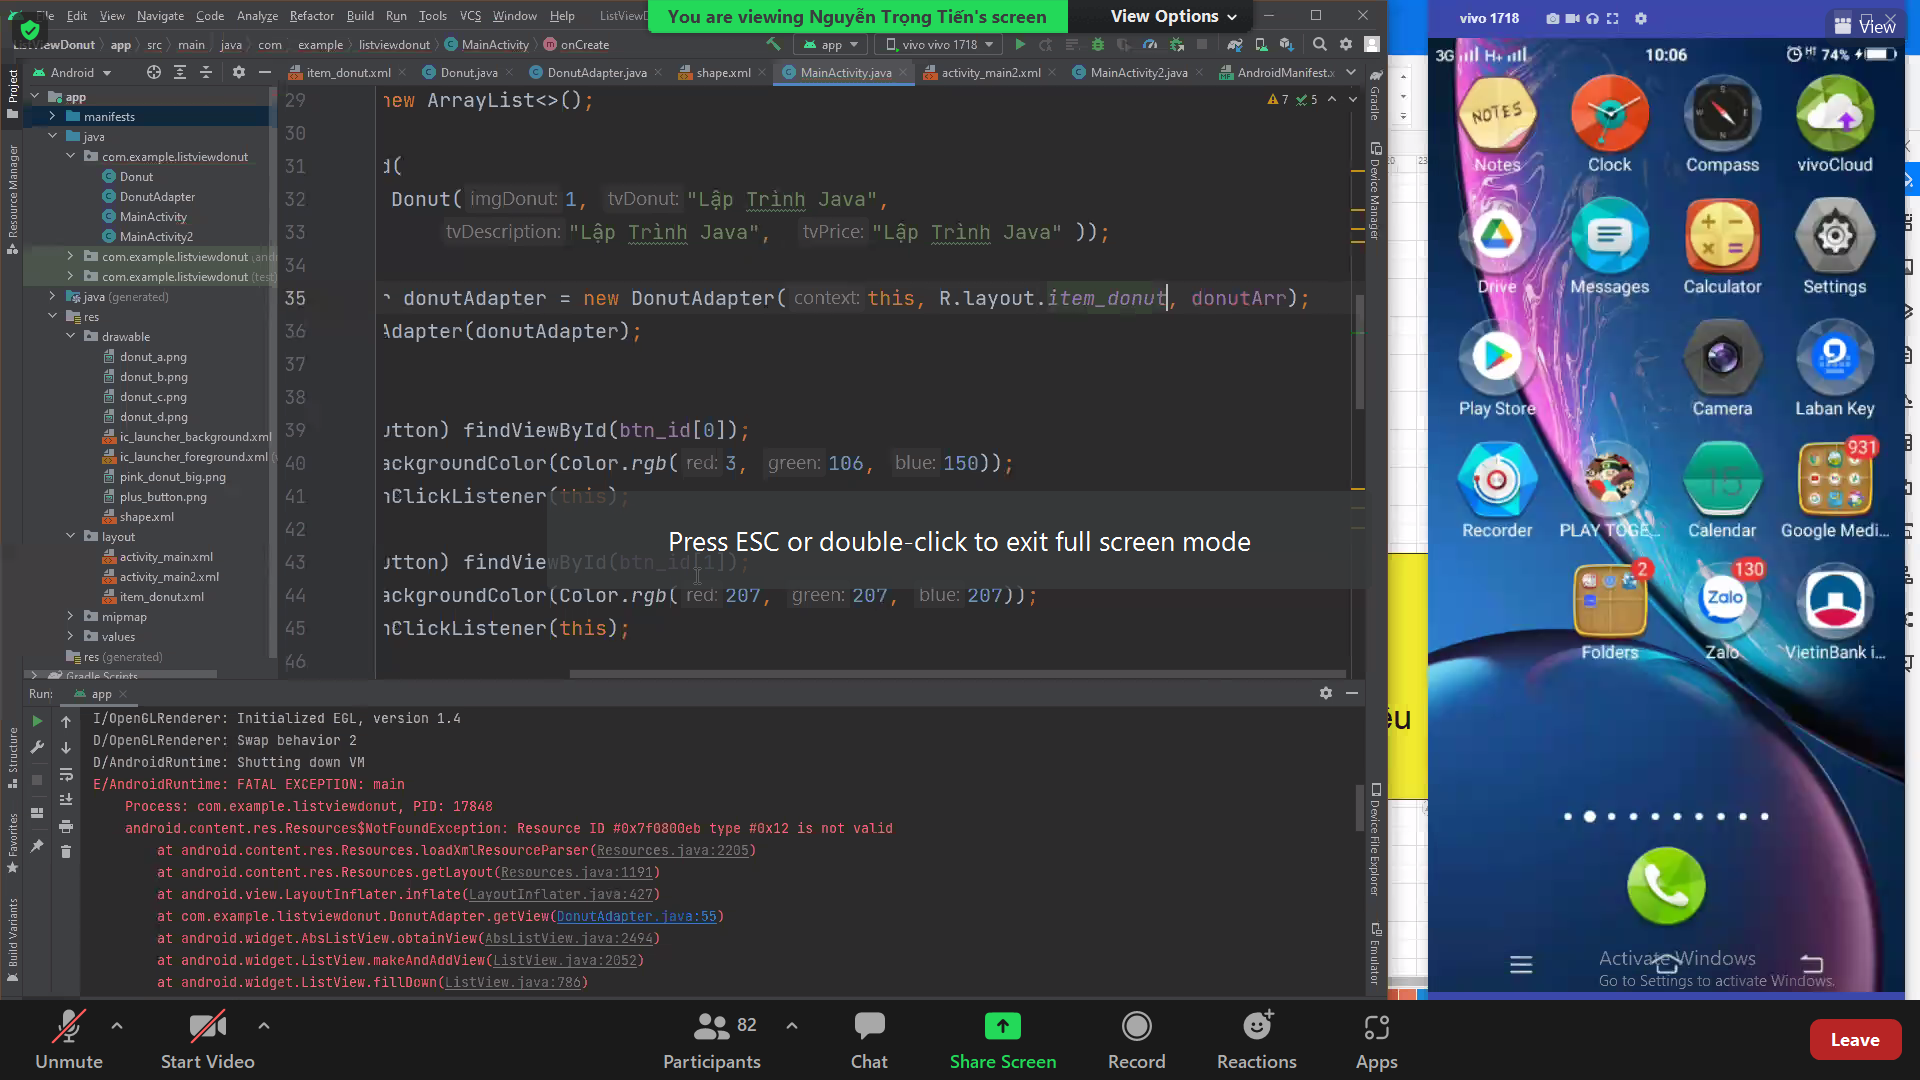 File Edit View Navigate Code Analyze Refactor Build Run Tools VCS Window Help
You are viewing Nguyễn Trọng Tiến's screen
View Options
ListViewDonut app src main java com example listviewdonut MainActivity onCreate
app
vivo vivo 1718
Android
item_donut.xml
Donut.java
DonutAdapter.java
shape.xml
MainActivity.java
activity_main2.xml
MainActivity2.java
AndroidManifest.x
Project
Resource Manager
Structure
Favorites
Build Variants
app
manifests
java
com.example.listviewdonut
Donut
DonutAdapter
MainActivity
MainActivity2
com.example.listviewdonut (and
com.example.listviewdonut (test
java (generated)
res
drawable
donut_a.png
donut_b.png
donut_c.png
donut_d.png
ic_launcher_background.xml
ic_launcher_foreground.xml
pink_donut_big.png
plus_button.png
shape.xml
layout
activity_main.xml
activity_main2.xml
item_donut.xml
mipmap
values
res (generated)
Gradle Scripts
7 5
29 new ArrayList<>();
30
31 d(
32 Donut( imgDonut: 1, tvDonut: "Lập Trình Java",
33 tvDescription: "Lập Trình Java", tvPrice: "Lập Trình Java" ));
34
35 r donutAdapter = new DonutAdapter( context: this, R.layout.item_donut, donutArr);
36 Adapter(donutAdapter);
37
38
39 utton) findViewById(btn_id[0]);
40 ackgroundColor(Color.rgb( red: 3, green: 106, blue: 150));
41 nClickListener(this);
42
43 utton) findViewById(btn_id[1]);
44 ackgroundColor(Color.rgb( red: 207, green: 207, blue: 207));
45 nClickListener(this);
46
Press ESC or double-click to exit full screen mode
Gradle
Device Manager
Device File Explorer
Emulator
Run: app
I/OpenGLRenderer: Initialized EGL, version 1.4
D/OpenGLRenderer: Swap behavior 2
D/AndroidRuntime: Shutting down VM
E/AndroidRuntime: FATAL EXCEPTION: main
Process: com.example.listviewdonut, PID: 17848
android.content.res.Resources$NotFoundException: Resource ID #0x7f0800eb type #0x12 is not valid
at android.content.res.Resources.loadXmlResourceParser(Resources.java:2205)
at android.content.res.Resources.getLayout(Resources.java:1191)
at android.view.LayoutInflater.inflate(LayoutInflater.java:427)
at com.example.listviewdonut.DonutAdapter.getView(DonutAdapter.java:55)
at android.widget.AbsListView.obtainView(AbsListView.java:2494)
at android.widget.ListView.makeAndAddView(ListView.java:2052)
at android.widget.ListView.fillDown(ListView.java:786)
vivo 1718
View
3G H+ 10:06 74%
NOTES
Notes Clock Compass vivoCloud
Drive Messages Calculator Settings
Play Store Camera Laban Key
15
931
Recorder PLAY TOGE... Calendar Google Medi...
2
130
Zalo
Folders Zalo VietinBank i...
Activate Windows
Go to Settings to activate Windows.
Unmute
Start Video
82
Participants
Chat
Share Screen
Record
Reactions
Apps
Leave